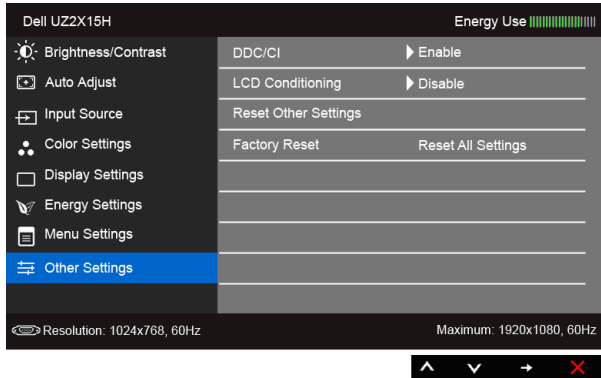 Dell UZ2X15H Energy Use
Brightness/Contrast DDC/CI Enable
Auto Adjust LCD Conditioning Disable
Input Source Reset Other Settings
Color Settings Factory Reset Reset All Settings
Display Settings
Energy Settings
Menu Settings
Other Settings
Resolution: 1024x768, 60Hz Maximum: 1920x1080, 60Hz